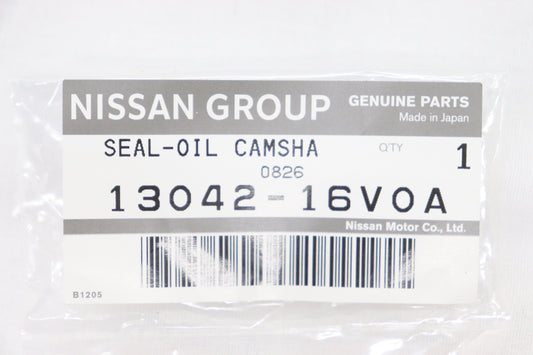 NISSAN GROUP
GENUINE PARTS
Made in Japan
SEAL-OIL CAMSHA
QTY
1
0826
13042-16V0A
Nissan Motor Co., Ltd.
B1205